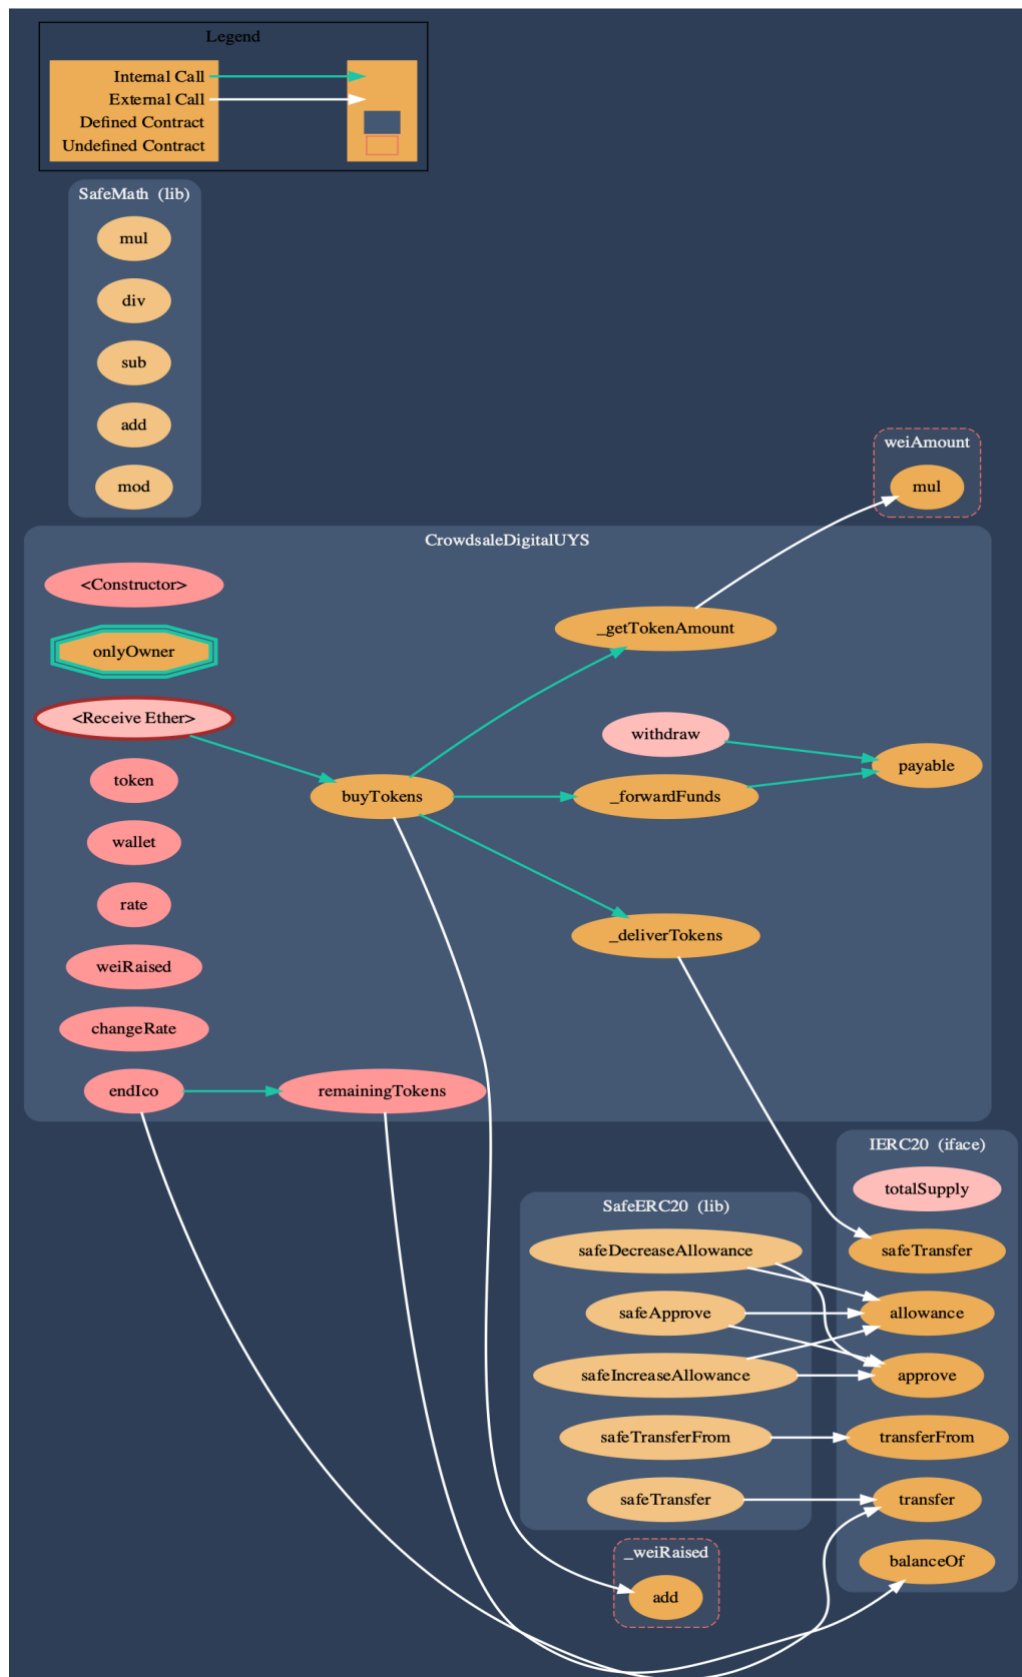 Legend
Internal Call
External Call
Defined Contract
Undefined Contract
SafeMath (lib)
mul
div
sub
add
mod
weiAmount
mul
CrowdsaleDigitalUYS
<Constructor>
onlyOwner
<Receive Ether>
token
wallet
rate
weiRaised
changeRate
endIco
buyTokens
remainingTokens
_getTokenAmount
withdraw
_forwardFunds
_deliverTokens
payable
IERC20 (iface)
totalSupply
safeTransfer
allowance
approve
transferFrom
transfer
balanceOf
SafeERC20 (lib)
safeDecreaseAllowance
safeApprove
safeIncreaseAllowance
safeTransferFrom
safeTransfer
_weiRaised
add